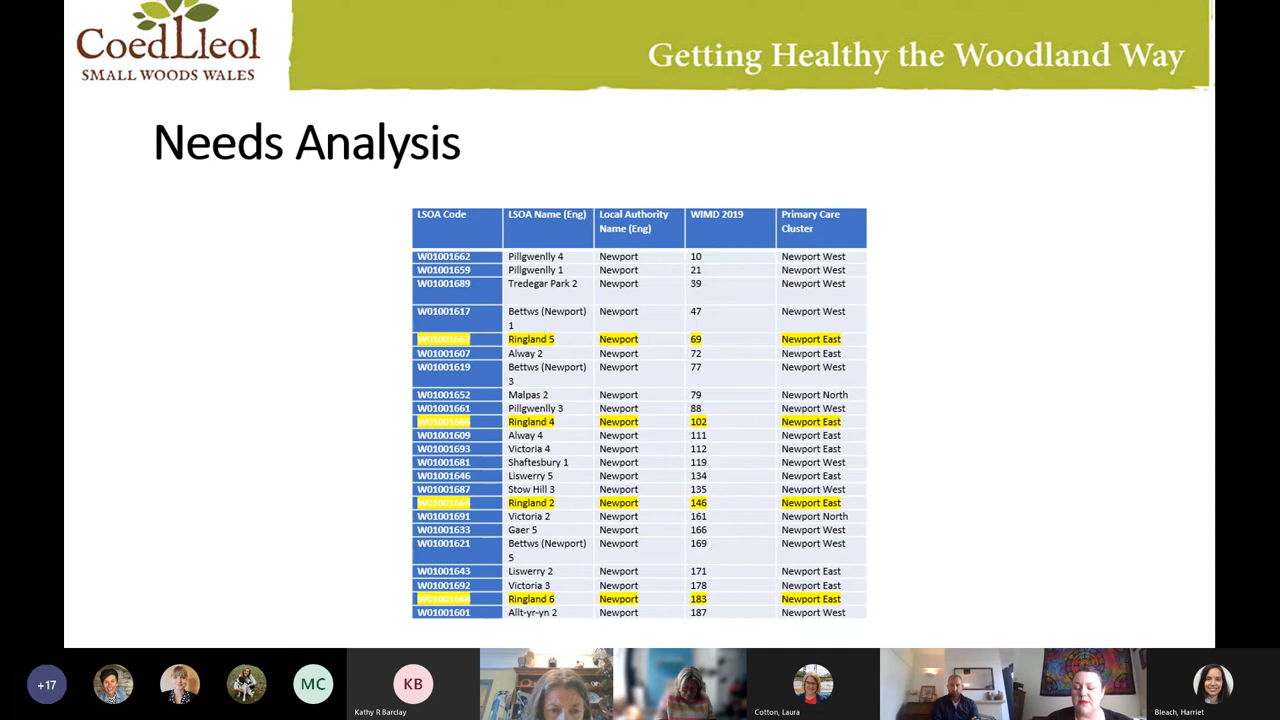 CoedLleol
SMALL WOODS WALES
Getting Healthy the Woodland Way
Needs Analysis
LSOA Code LSOA Name (Eng) Local Authority Name (Eng) WIMD 2019 Primary Care Cluster
W01001662 Pillgwenlly 4 Newport 10 Newport West
W01001659 Pillgwenlly 1 Newport 21 Newport West
W01001689 Tredegar Park 2 Newport 39 Newport West
W01001617 Bettws (Newport) 1 Newport 47 Newport West
W01001667 Ringland 5 Newport 69 Newport East
W01001607 Alway 2 Newport 72 Newport East
W01001619 Bettws (Newport) 3 Newport 77 Newport West
W01001652 Malpas 2 Newport 79 Newport North
W01001661 Pillgwenlly 3 Newport 88 Newport West
W01001666 Ringland 4 Newport 102 Newport East
W01001609 Alway 4 Newport 111 Newport East
W01001693 Victoria 4 Newport 112 Newport East
W01001681 Shaftesbury 1 Newport 119 Newport West
W01001646 Liswerry 5 Newport 134 Newport East
W01001687 Stow Hill 3 Newport 135 Newport West
W01001664 Ringland 2 Newport 146 Newport East
W01001691 Victoria 2 Newport 161 Newport North
W01001633 Gaer 5 Newport 166 Newport West
W01001621 Bettws (Newport) 5 Newport 169 Newport West
W01001643 Liswerry 2 Newport 171 Newport East
W01001692 Victoria 3 Newport 178 Newport East
W01001668 Ringland 6 Newport 183 Newport East
W01001601 Allt-yr-yn 2 Newport 187 Newport West
+17
MC
KB
Kathy R Barclay
Cotton, Laura
Bleach, Harriet